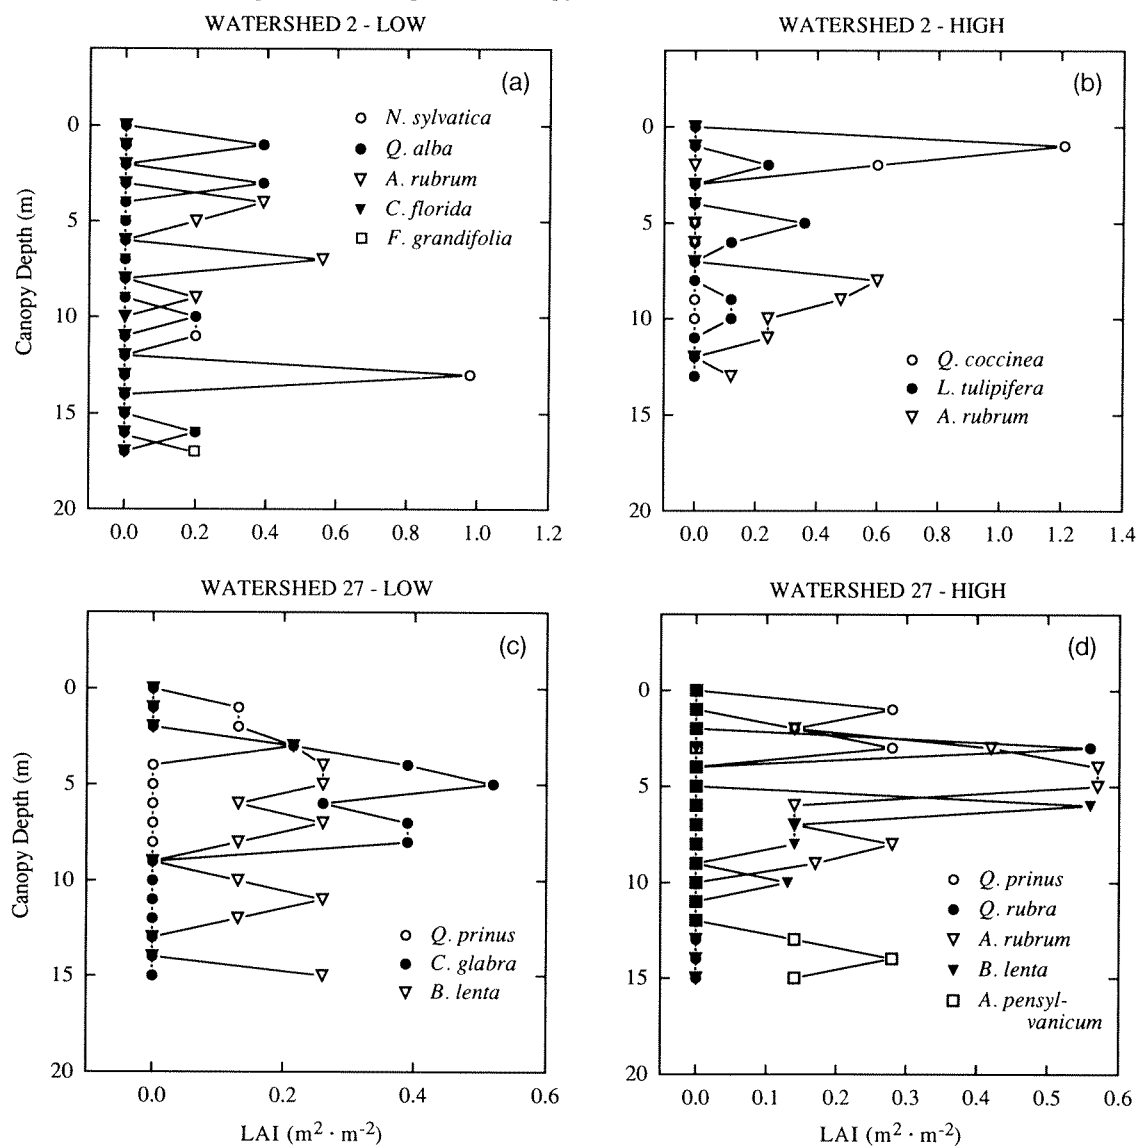 WATERSHED 2 - LOW
(a)
N. sylvatica
Q. alba
A. rubrum
C. florida
F. grandifolia
Canopy Depth (m)
0
5
10
15
20
0.0 0.2 0.4 0.6 0.8 1.0 1.2
WATERSHED 2 - HIGH
(b)
Q. coccinea
L. tulipifera
A. rubrum
0
5
10
15
20
0.0 0.2 0.4 0.6 0.8 1.0 1.2 1.4
WATERSHED 27 - LOW
(c)
Q. prinus
C. glabra
B. lenta
Canopy Depth (m)
0
5
10
15
20
0.0 0.2 0.4 0.6
LAI (m² · m⁻²)
WATERSHED 27 - HIGH
(d)
Q. prinus
Q. rubra
A. rubrum
B. lenta
A. pensyl-
vanicum
0
5
10
15
20
0.0 0.1 0.2 0.3 0.4 0.5 0.6
LAI (m² · m⁻²)